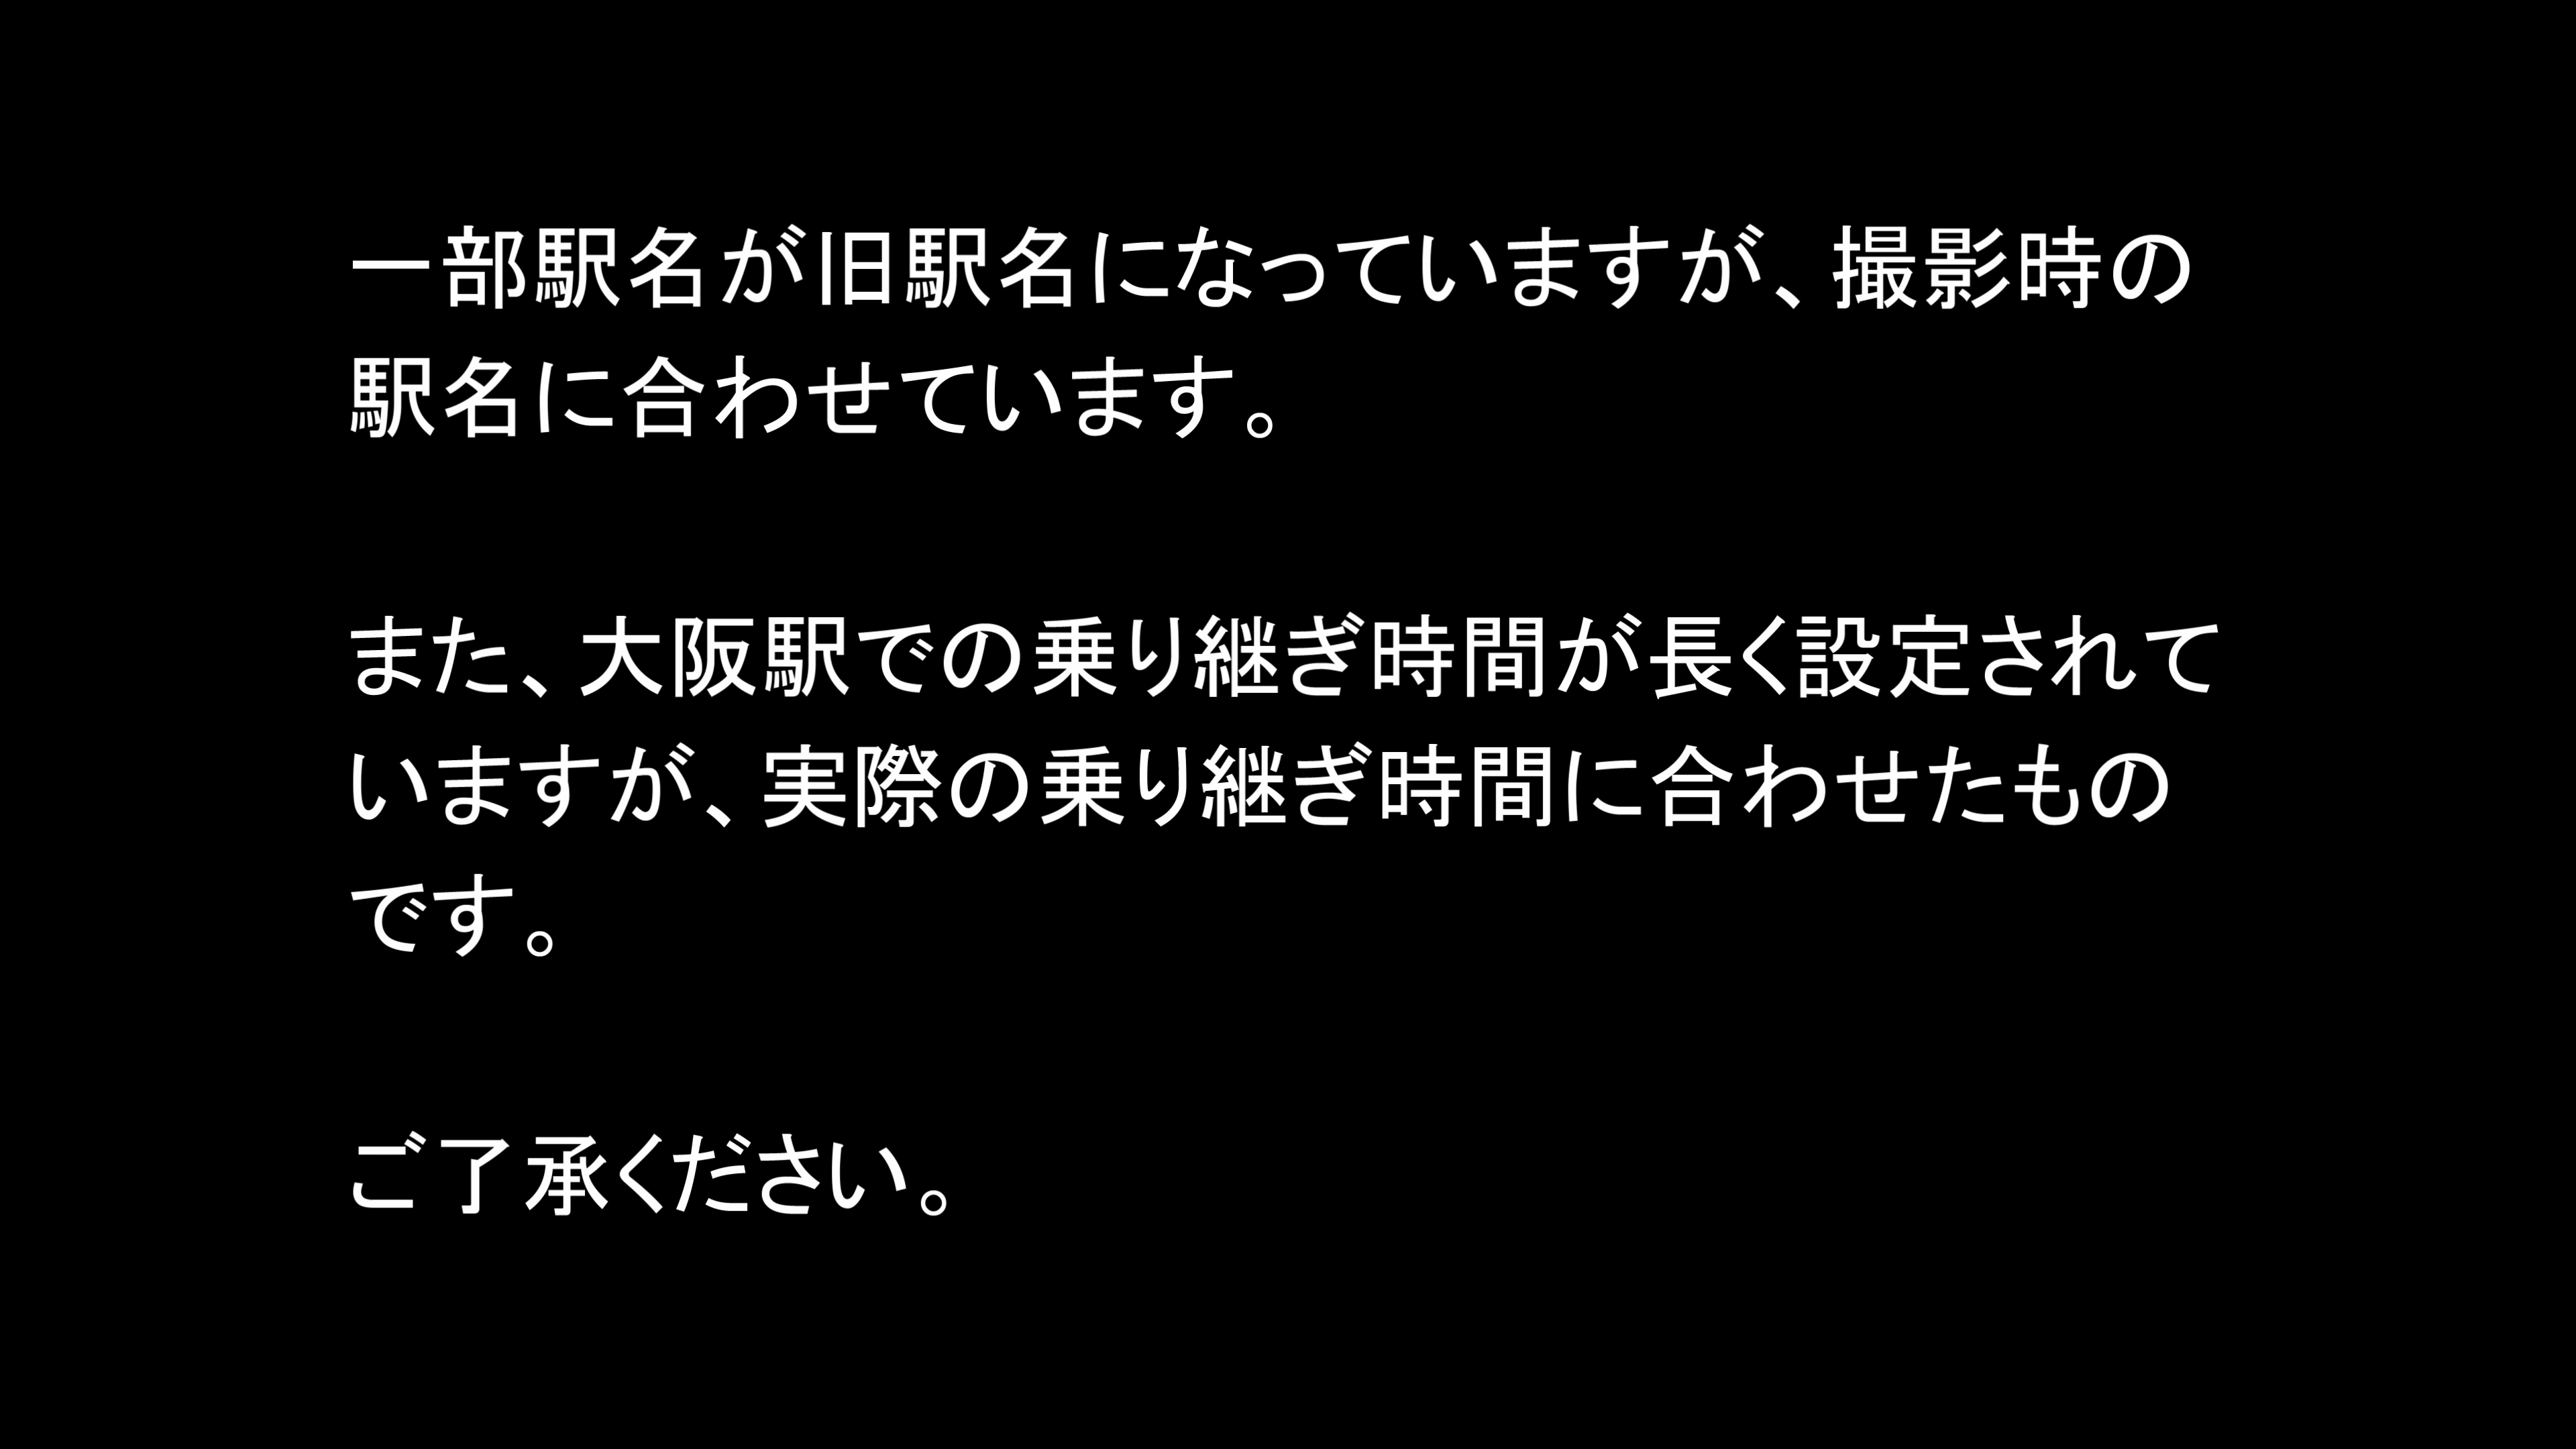 一部駅名が旧駅名になっていますが、撮影時の
駅名に合わせています。
また、大阪駅での乗り継ぎ時間が長く設定されて
いますが、実際の乗り継ぎ時間に合わせたもの
です。
ご了承ください。